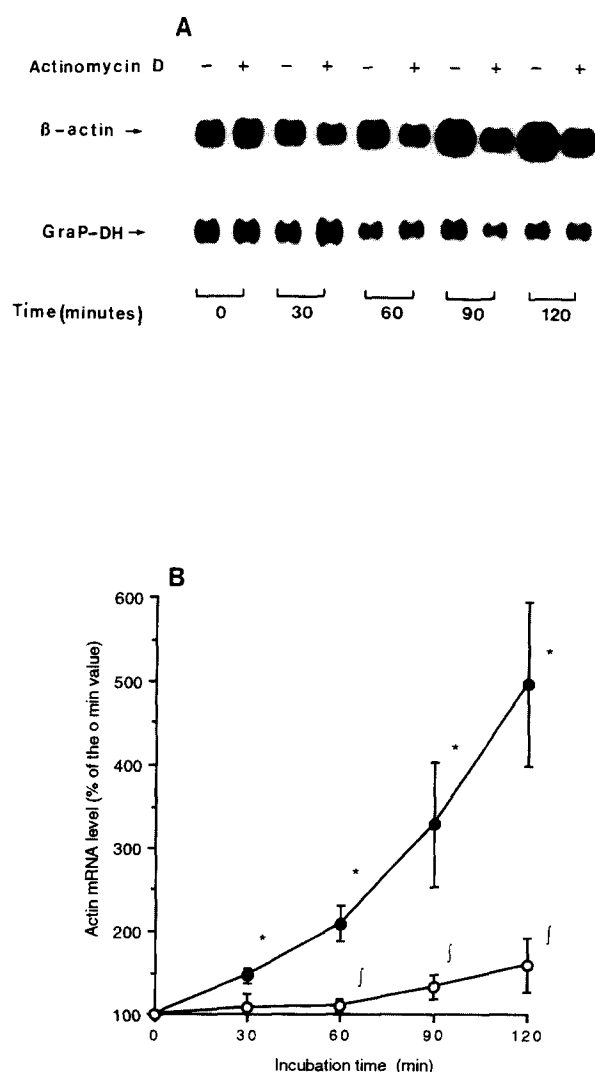 A
Actinomycin D - + - + - + - + - +
ß-actin →
GraP-DH →
Time (minutes) 0 30 60 90 120
B
Actin mRNA level (% of the o min value)
600
500
400
300
200
100
* * * *
∫ ∫ ∫
0 30 60 90 120
Incubation time (min)